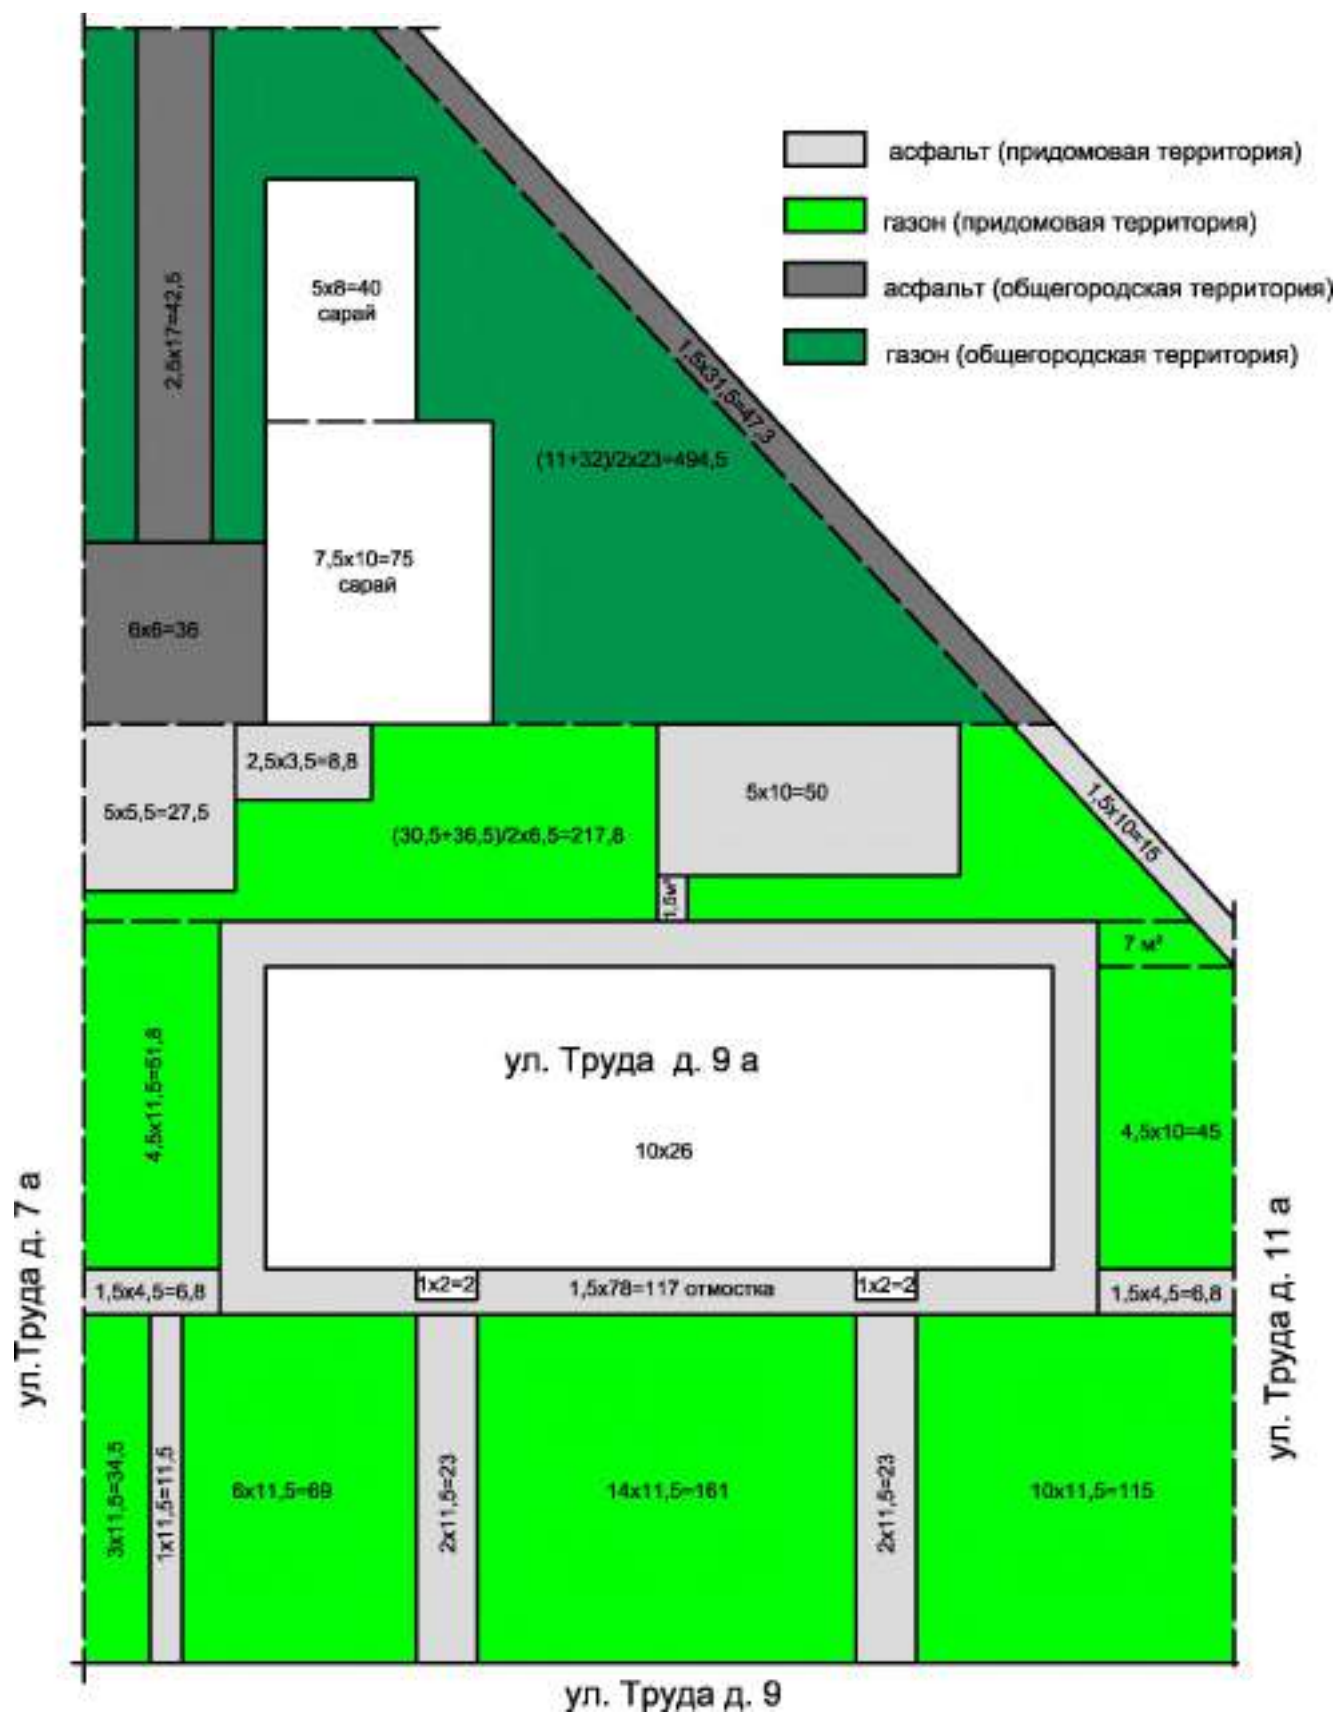 асфальт (придомовая территория)
газон (придомовая территория)
асфальт (общегородская территория)
газон (общегородская территория)
5х8=40
сарай
2,5х17=42,5
1,5х31,5=47,3
(11+32)/2х23=494,5
7,5х10=75
сарай
6х6=36
2,5х3,5=8,8
5х5,5=27,5
5х10=50
1,5х10=15
(30,5+36,5)/2х6,5=217,8
1,5м²
7 м²
ул. Труда д. 9 а
4,5х11,5=51,8
10х26
4,5х10=45
ул.Труда д. 7 а
ул. Труда д. 11 а
1,5х4,5=6,8
1х2=2
1,5х78=117 отмостка
1х2=2
1,5х4,5=6,8
3х11,5=34,5
1х11,5=11,5
6х11,5=69
2х11,5=23
14х11,5=161
2х11,5=23
10х11,5=115
ул. Труда д. 9